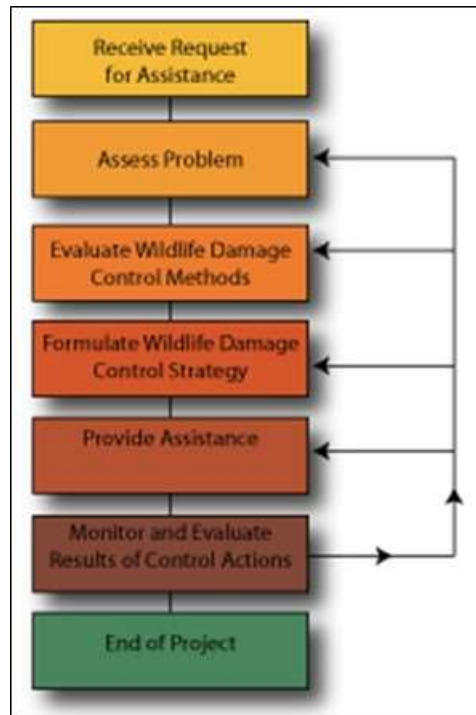 Receive Request
for Assistance
Assess Problem
Evaluate Wildlife Damage
Control Methods
Formulate Wildlife Damage
Control Strategy
Provide Assistance
Monitor and Evaluate
Results of Control Actions
End of Project